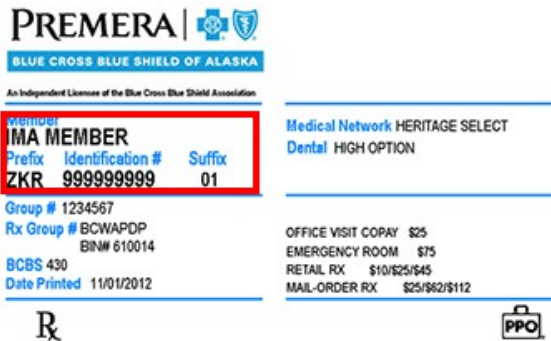 PREMERA
BLUE CROSS BLUE SHIELD OF ALASKA
An Independent Licensee of the Blue Cross Blue Shield Association
Member
IMA MEMBER
Prefix Identification # Suffix
ZKR 999999999 01
Group # 1234567
Rx Group # BCWAPDP
BIN# 610014
BCBS 430
Date Printed 11/01/2012
Medical Network HERITAGE SELECT
Dental HIGH OPTION
OFFICE VISIT COPAY $25
EMERGENCY ROOM $75
RETAIL RX $10/$25/$45
MAIL-ORDER RX $25/$62/$112
Rx
PPO